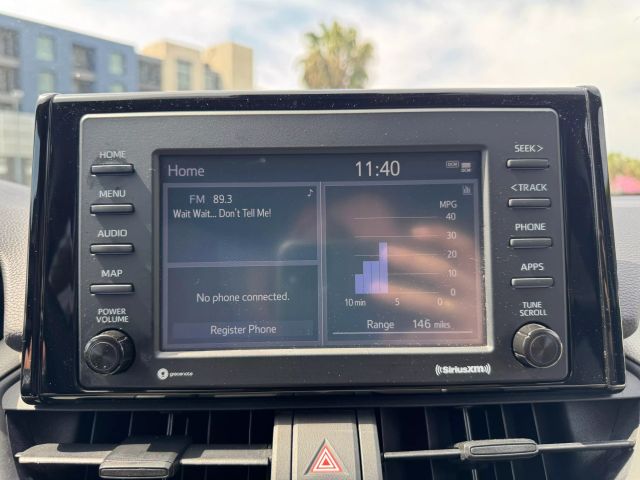 HOME
MENU
AUDIO
MAP
POWER
VOLUME
Home 11:40 DCM
FM 89.3
Wait Wait... Don't Tell Me!
No phone connected.
Register Phone
MPG
40
30
20
10
0
10 min 5 0
Range 146 miles
SEEK >
< TRACK
PHONE
APPS
TUNE
SCROLL
gracenote
((SiriusXM))